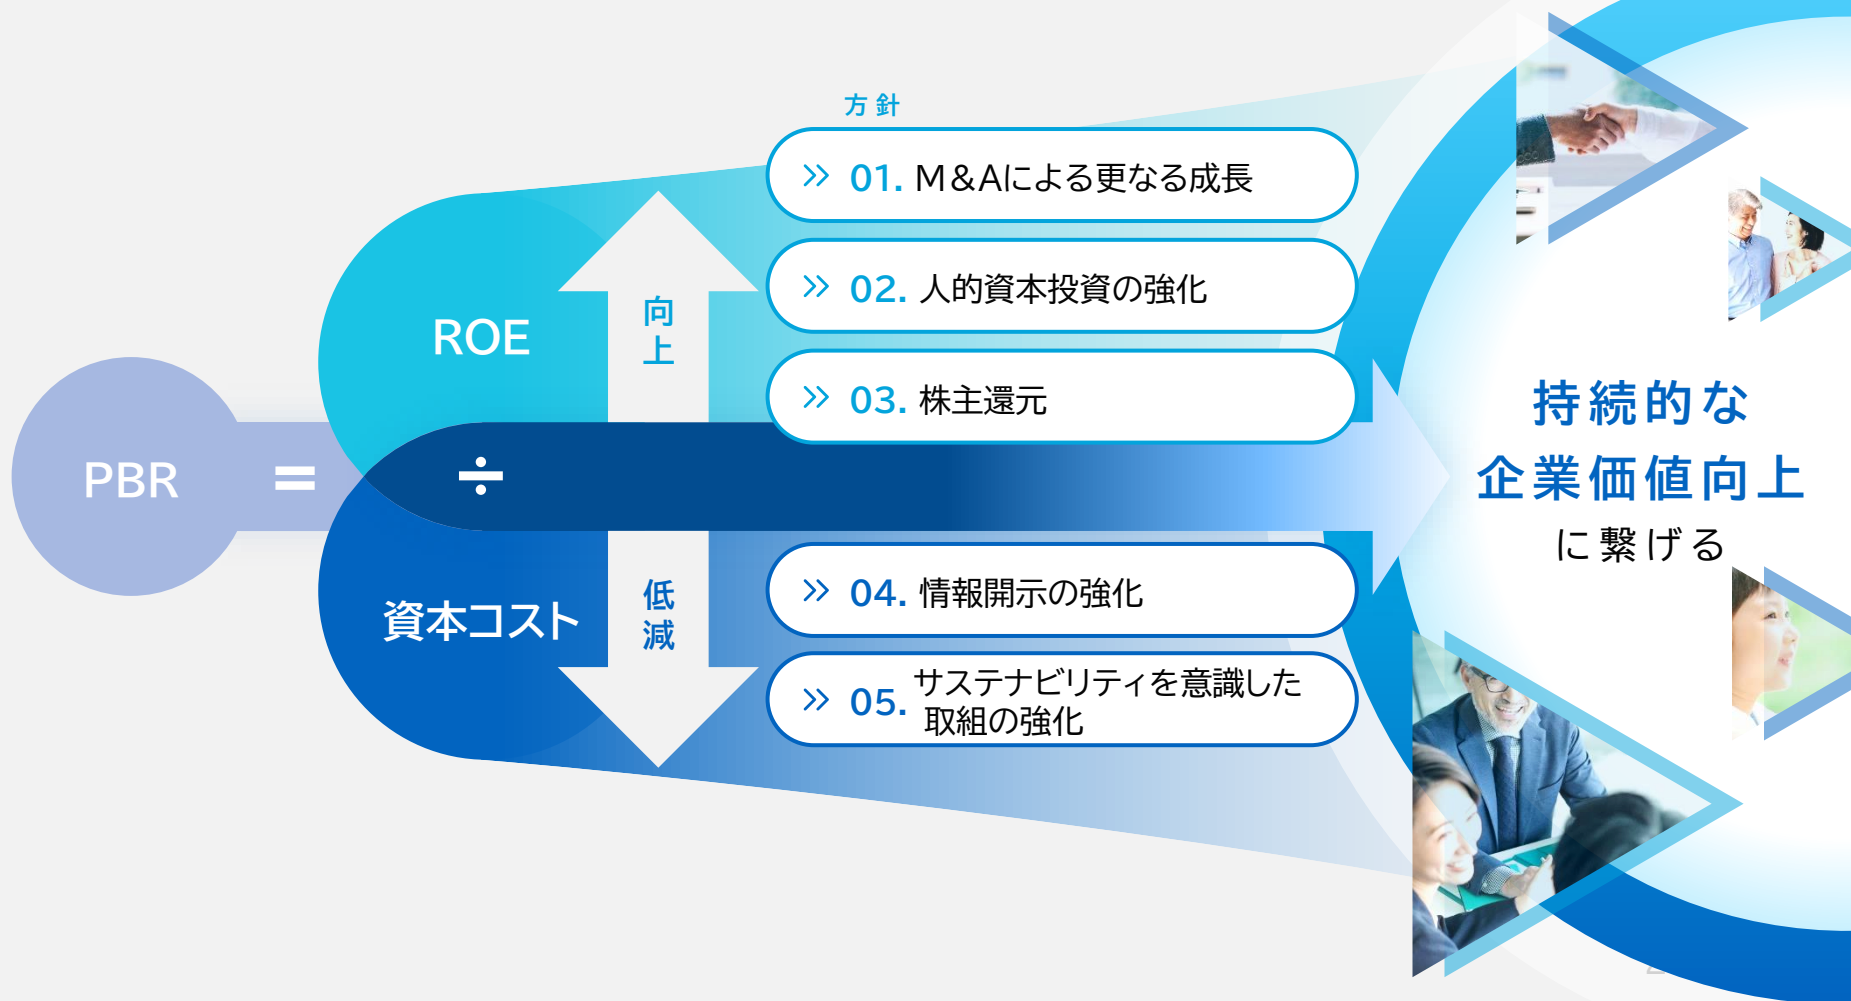 方針
PBR
=
ROE
÷
資本コスト
向上
低減
01. M&Aによる更なる成長
02. 人的資本投資の強化
03. 株主還元
04. 情報開示の強化
05. サステナビリティを意識した
取組の強化
持続的な
企業価値向上
に繋げる